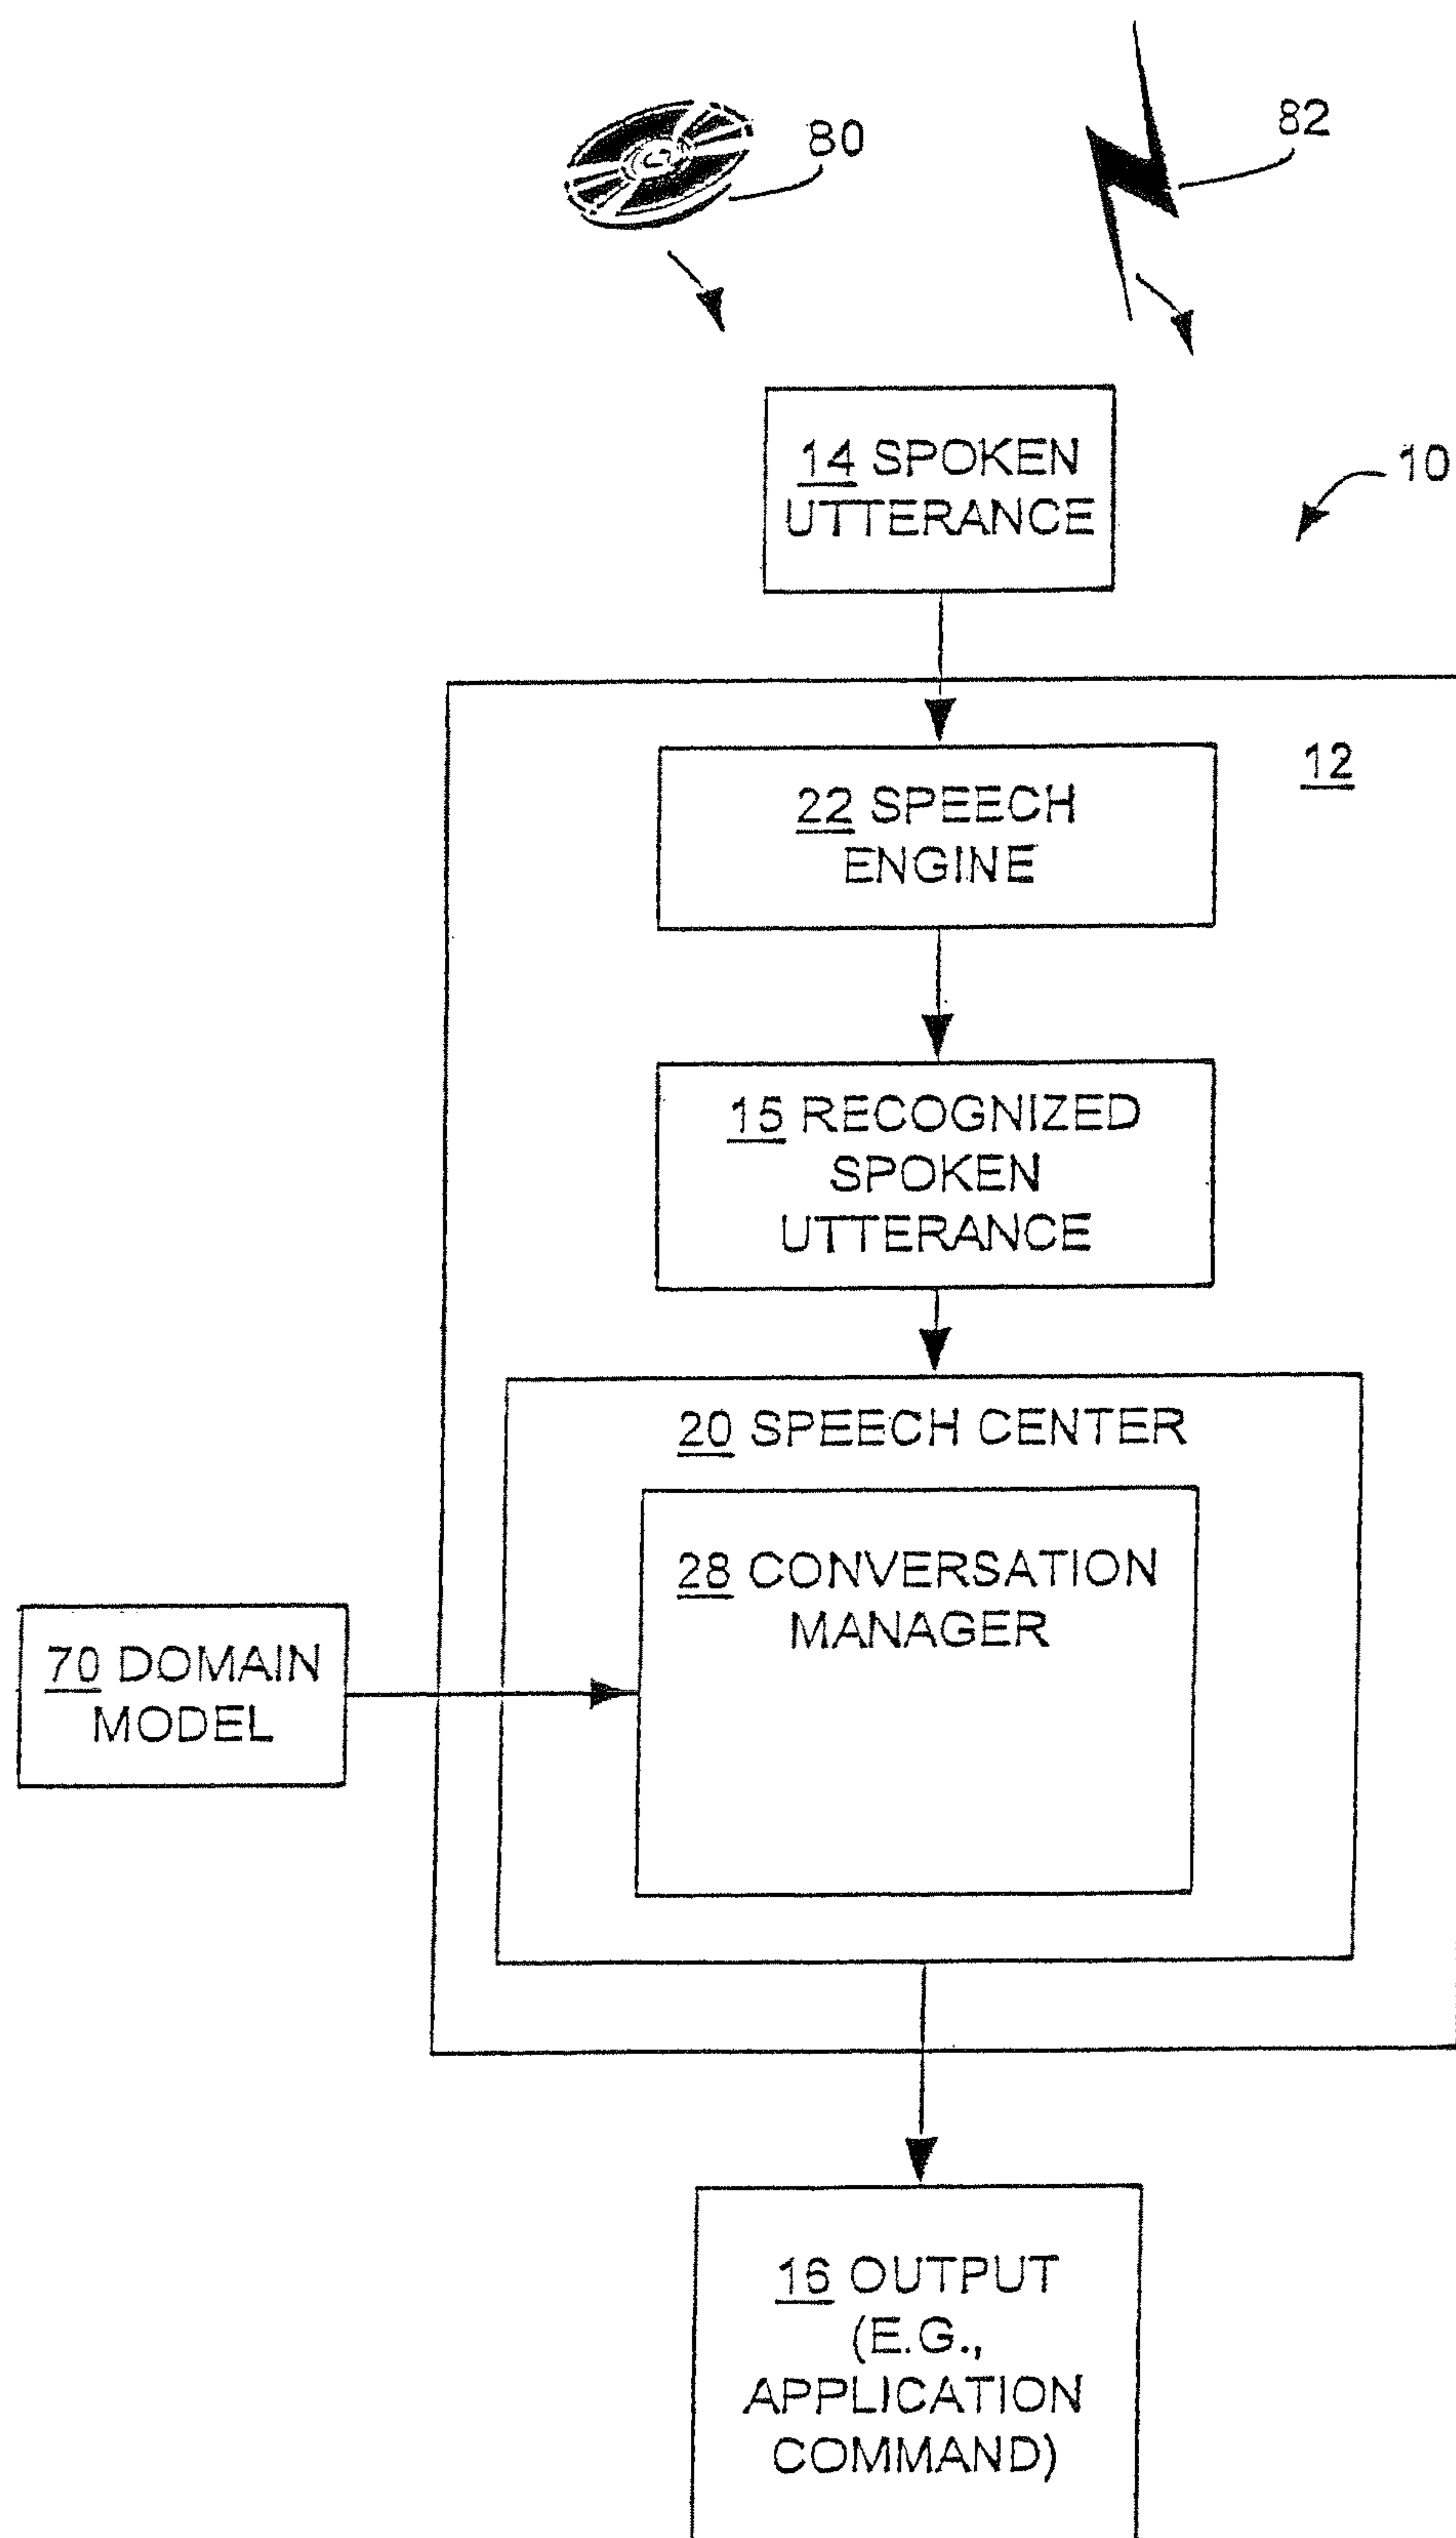 80
82
14 SPOKEN
UTTERANCE
10
12
22 SPEECH
ENGINE
15 RECOGNIZED
SPOKEN
UTTERANCE
20 SPEECH CENTER
28 CONVERSATION
MANAGER
70 DOMAIN
MODEL
16 OUTPUT
(E.G.,
APPLICATION
COMMAND)